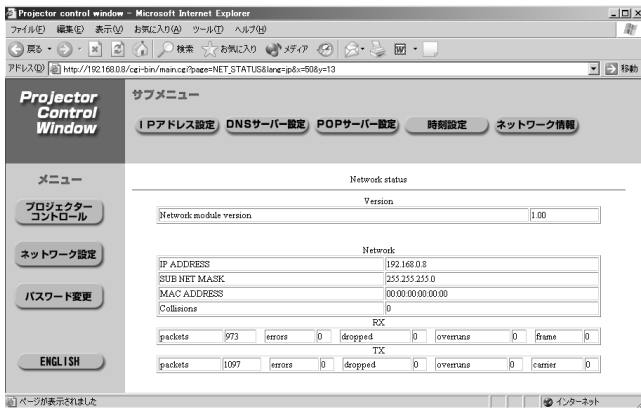 Projector control window - Microsoft Internet Explorer
ファイル(F) 編集(E) 表示(V) お気に入り(A) ツール(T) ヘルプ(H)
戻る 検索 お気に入り メディア
アドレス(D) http://192.168.0.8/cgi-bin/main.cgi?page=NET_STATUS&lang=jp&x=50&y=13 移動
Projector
Control
Window
サブメニュー
IPアドレス設定 DNSサーバー設定 POPサーバー設定 時刻設定 ネットワーク情報
メニュー
プロジェクター
コントロール
ネットワーク設定
パスワード変更
ENGLISH
Network status
Version
Network module version 1.00
Network
IP ADDRESS 192.168.0.8
SUB NET MASK 255.255.255.0
MAC ADDRESS 00:00:00:00:00:00
Collisions 0
RX
packets 973 errors 0 dropped 0 overruns 0 frame 0
TX
packets 1097 errors 0 dropped 0 overruns 0 carrier 0
ページが表示されました インターネット